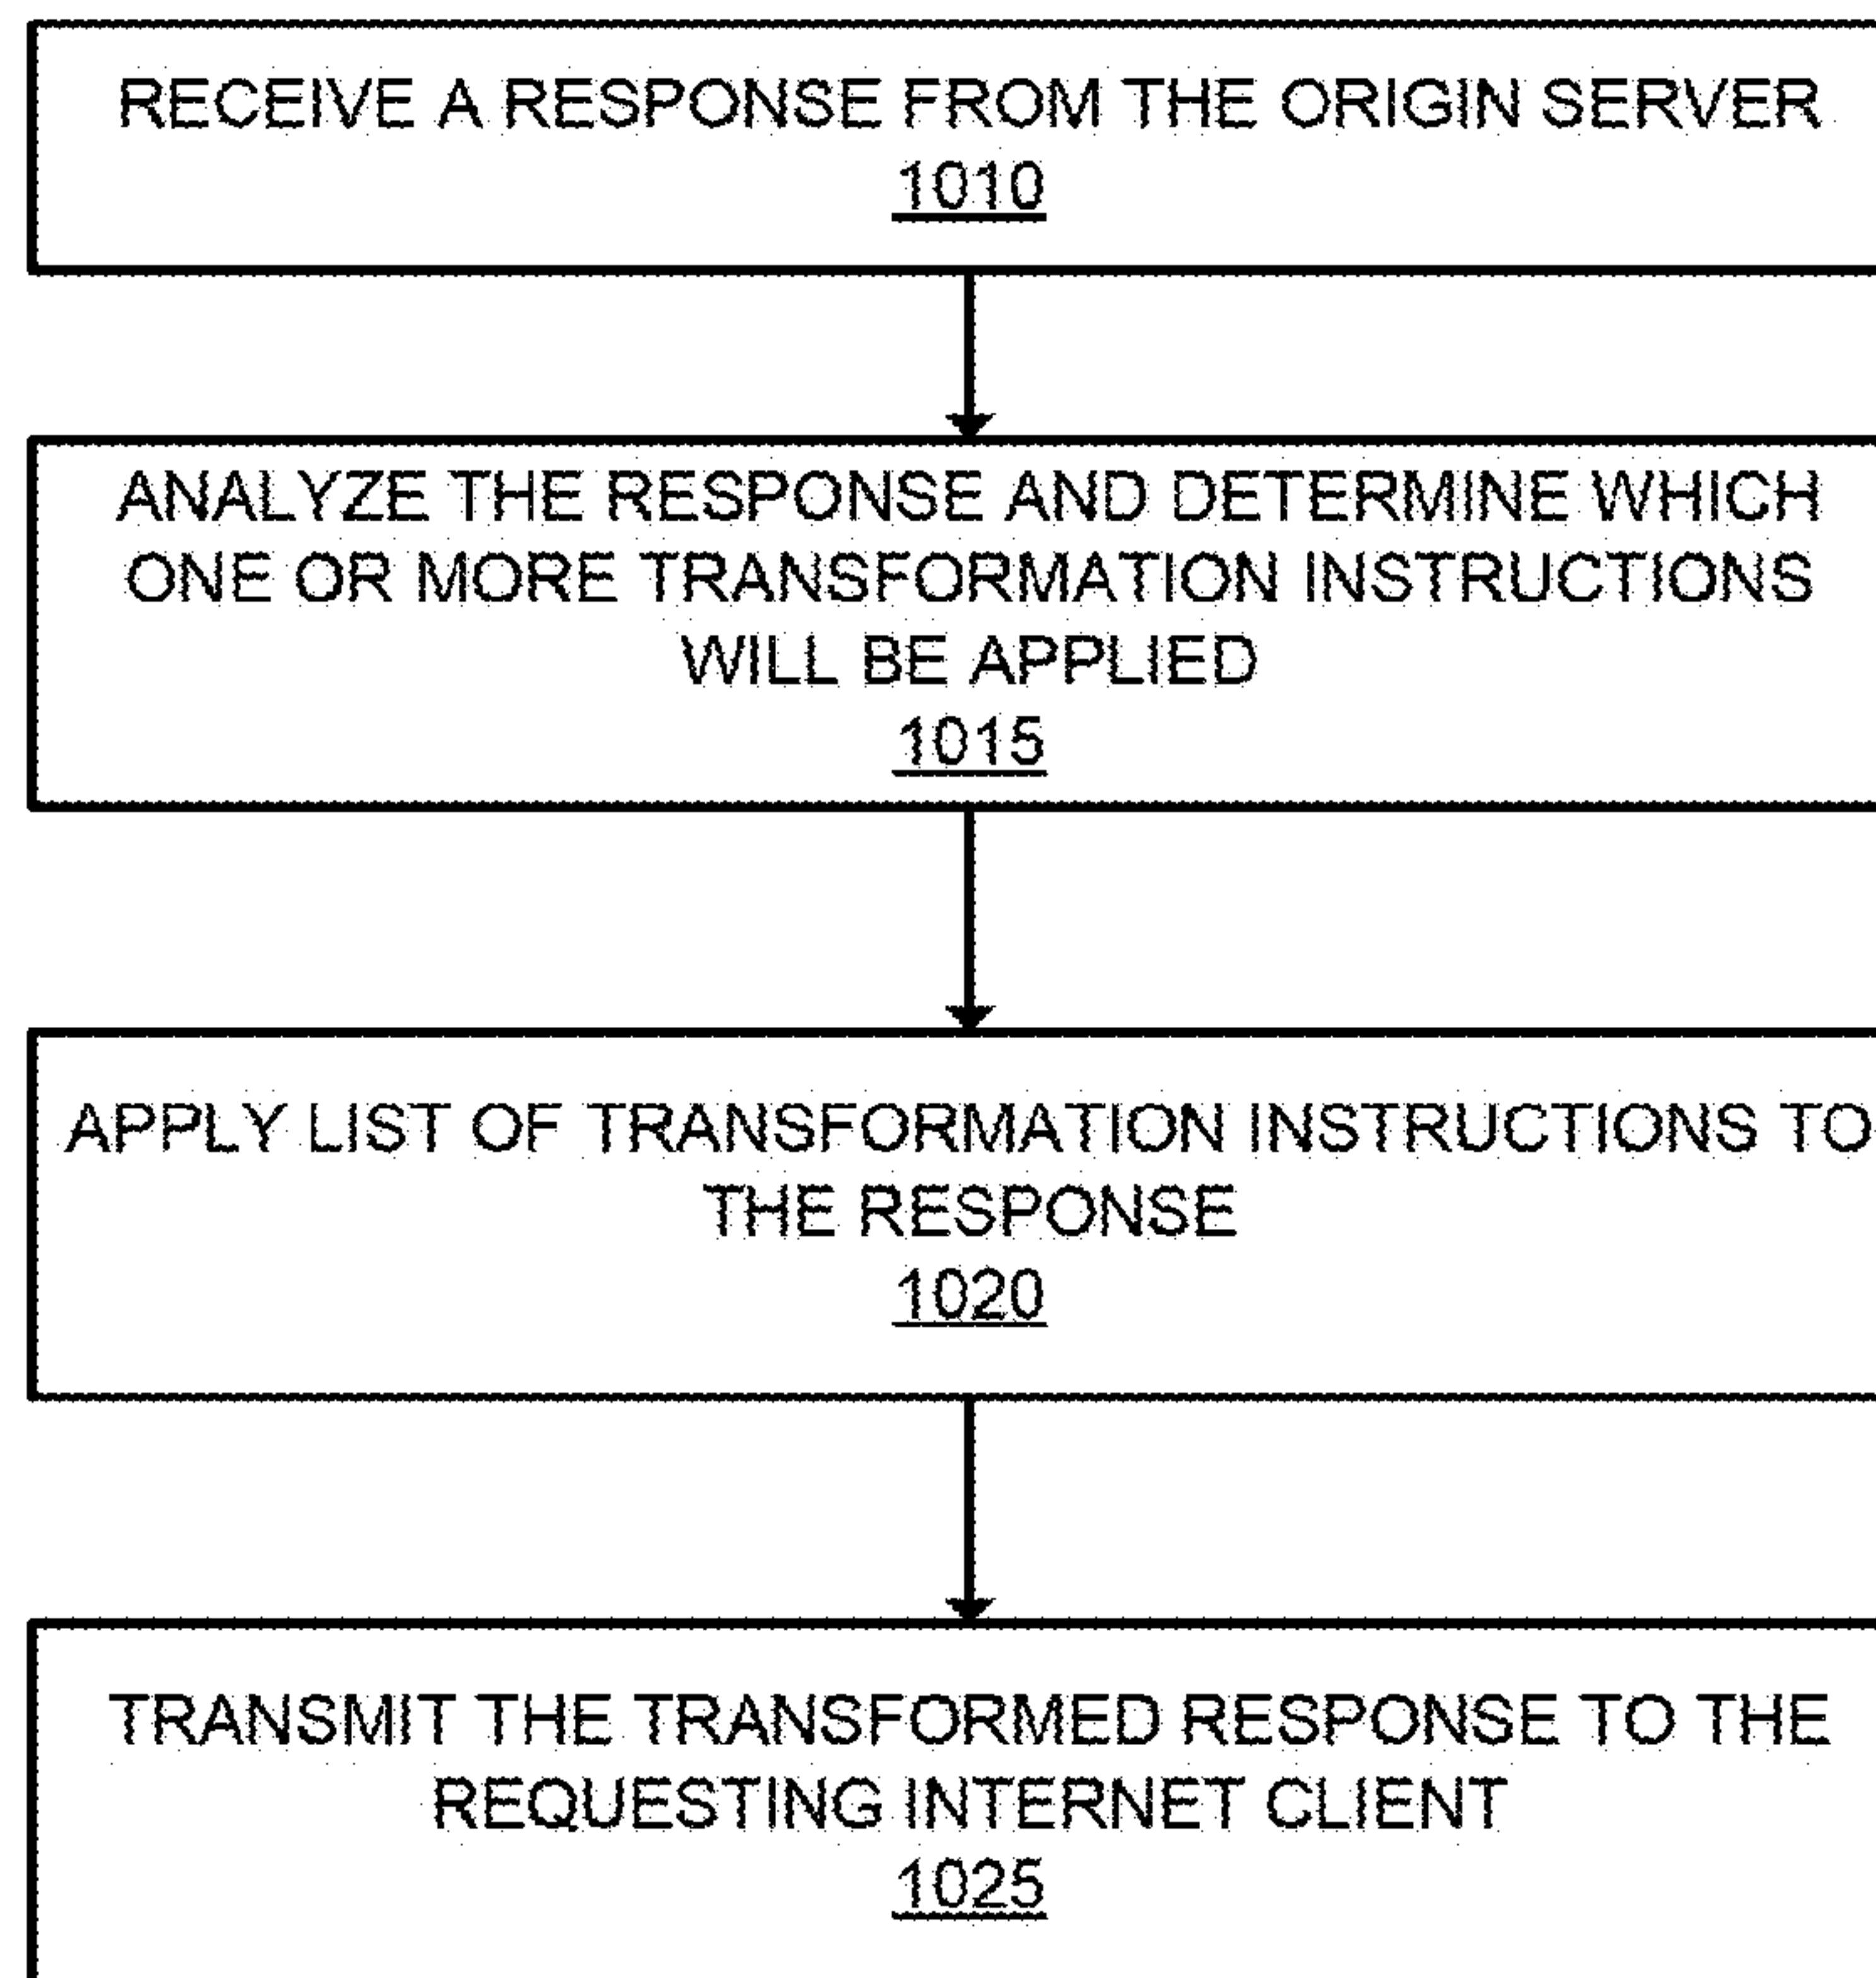 RECEIVE A RESPONSE FROM THE ORIGIN SERVER
1010
ANALYZE THE RESPONSE AND DETERMINE WHICH
ONE OR MORE TRANSFORMATION INSTRUCTIONS
WILL BE APPLIED
1015
APPLY LIST OF TRANSFORMATION INSTRUCTIONS TO
THE RESPONSE
1020
TRANSMIT THE TRANSFORMED RESPONSE TO THE
REQUESTING INTERNET CLIENT
1025